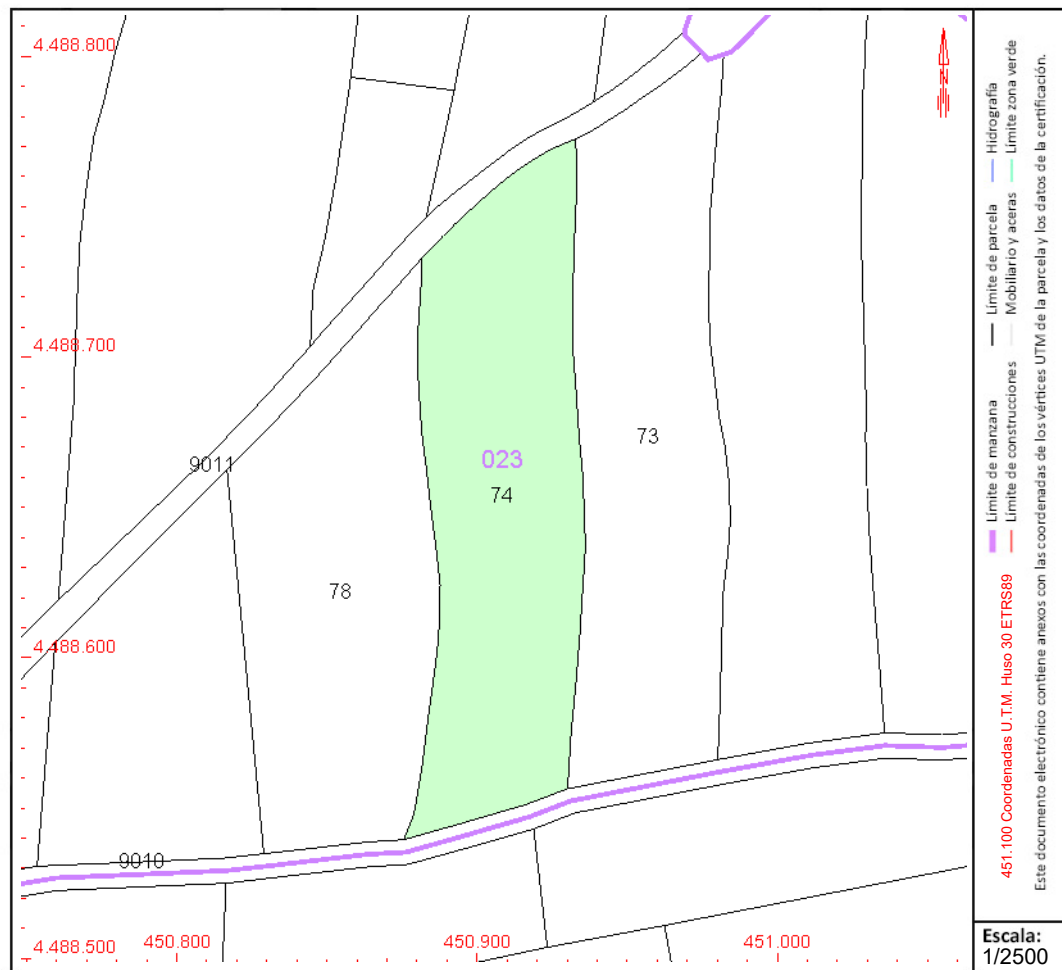 4.488.800
4.488.700
9011
73
023
74
78
4.488.600
9010
4.488.500
450.800
450.900
451.000
N
451.100 Coordenadas U.T.M. Huso 30 ETRS89
Límite de manzana
Límite de parcela
Hidrografía
Límite de construcciones
Mobiliario y aceras
Límite zona verde
Este documento electrónico contiene anexos con las coordenadas de los vértices UTM de la parcela y los datos de la certificación.
Escala:
1/2500